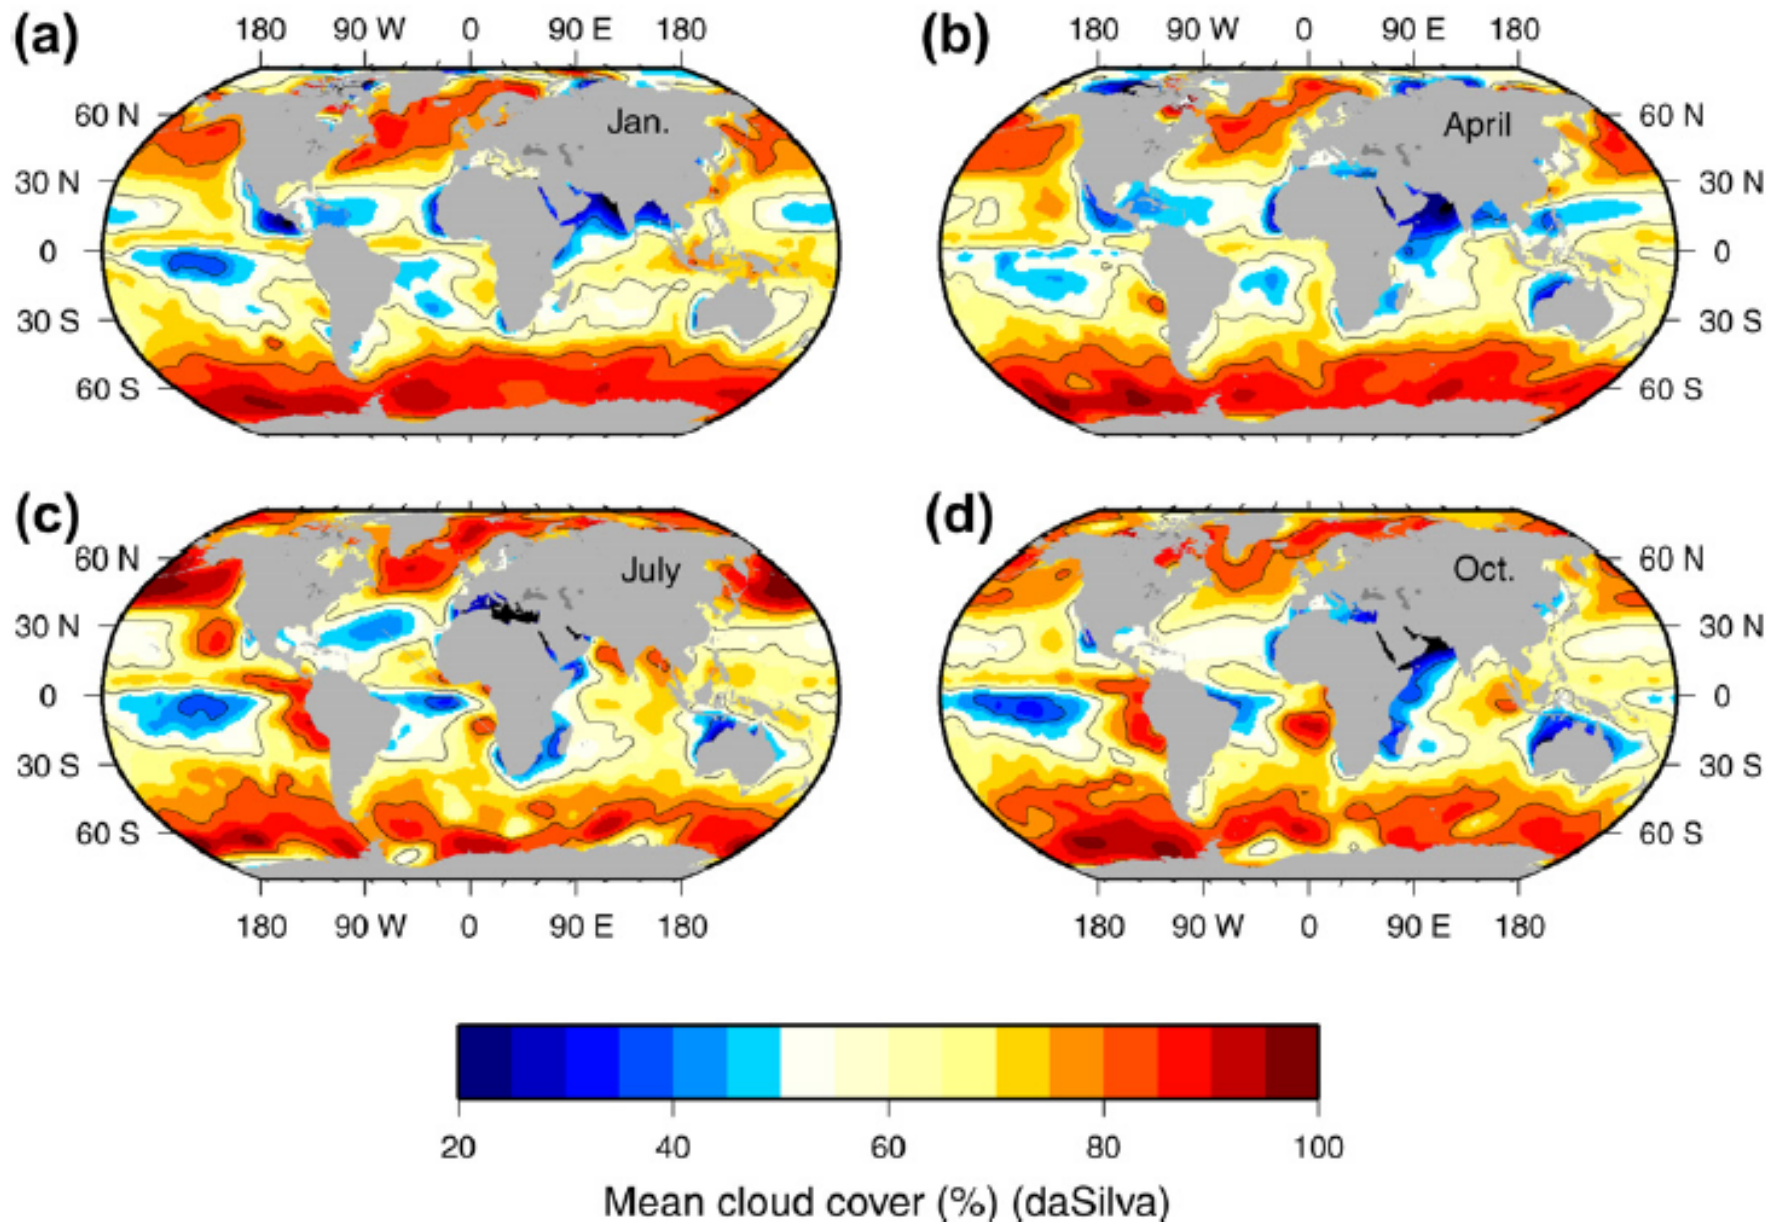 (a) 180 90 W 0 90 E 180
(b) 180 90 W 0 90 E 180
60 N Jan. April 60 N
30 N 30 N
0 0
30 S 30 S
60 S 60 S
(c) (d)
60 N July Oct. 60 N
30 N 30 N
0 0
30 S 30 S
60 S 60 S
180 90 W 0 90 E 180 180 90 W 0 90 E 180
20 40 60 80 100
Mean cloud cover (%) (daSilva)